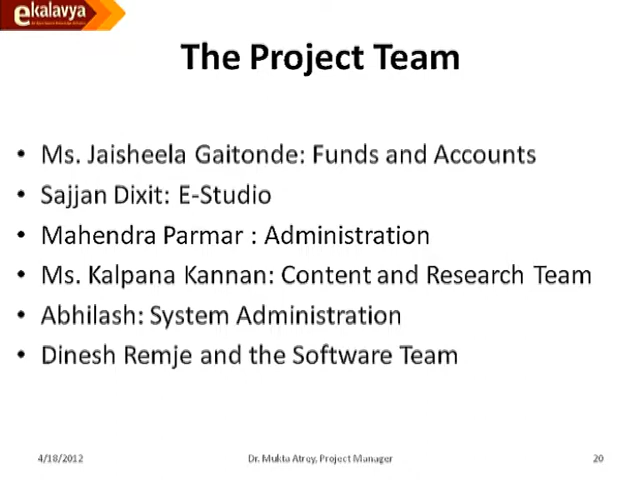 ekalavya
The Project Team
• Ms. Jaisheela Gaitonde: Funds and Accounts
• Sajjan Dixit: E-Studio
• Mahendra Parmar : Administration
• Ms. Kalpana Kannan: Content and Research Team
• Abhilash: System Administration
• Dinesh Remje and the Software Team
4/18/2012 Dr. Mukta Atrey, Project Manager 20